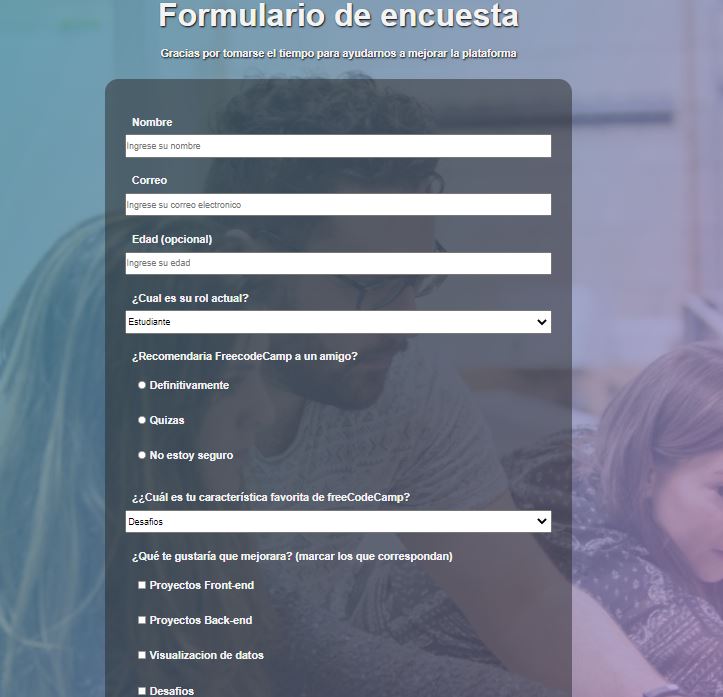 Formulario de encuesta
Gracias por tomarse el tiempo para ayudarnos a mejorar la plataforma
Nombre
Ingrese su nombre
Correo
Ingrese su correo electronico
Edad (opcional)
Ingrese su edad
¿Cual es su rol actual?
Estudiante
¿Recomendaria FreecodeCamp a un amigo?
Definitivamente
Quizas
No estoy seguro
¿¿Cuál es tu característica favorita de freeCodeCamp?
Desafios
¿Qué te gustaría que mejorara? (marcar los que correspondan)
Proyectos Front-end
Proyectos Back-end
Visualizacion de datos
Desafios